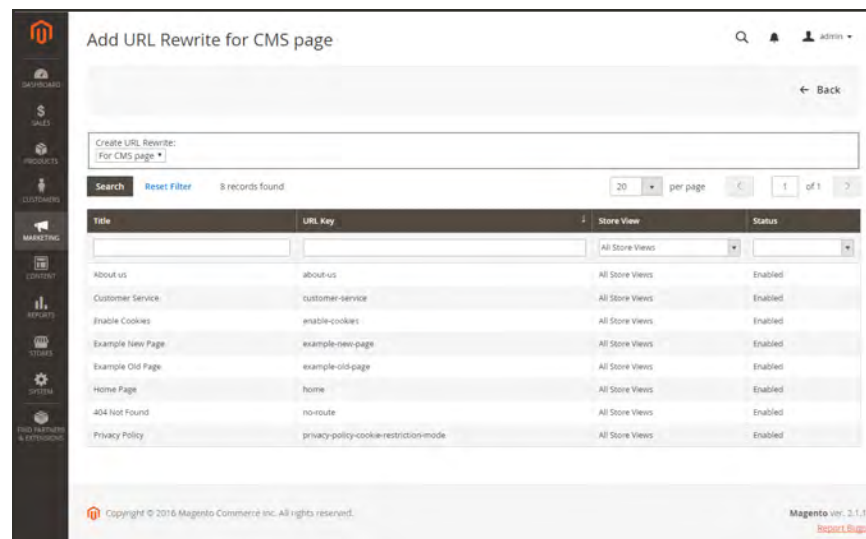 Add URL Rewrite for CMS page
admin
DASHBOARD
← Back
SALES
Create URL Rewrite:
For CMS page
PRODUCTS
Search Reset Filter 8 records found 20 per page 1 of 1
CUSTOMERS
Title URL Key ↓ Store View Status
MARKETING
All Store Views
CONTENT
About us about-us All Store Views Enabled
Customer Service customer-service All Store Views Enabled
REPORTS
Enable Cookies enable-cookies All Store Views Enabled
Example New Page example-new-page All Store Views Enabled
STORES
Example Old Page example-old-page All Store Views Enabled
Home Page home All Store Views Enabled
SYSTEM
404 Not Found no-route All Store Views Enabled
FIND PARTNERS
& EXTENSIONS
Privacy Policy privacy-policy-cookie-restriction-mode All Store Views Enabled
Copyright © 2016 Magento Commerce Inc. All rights reserved.
Magento ver. 2.1.1
Report Bugs